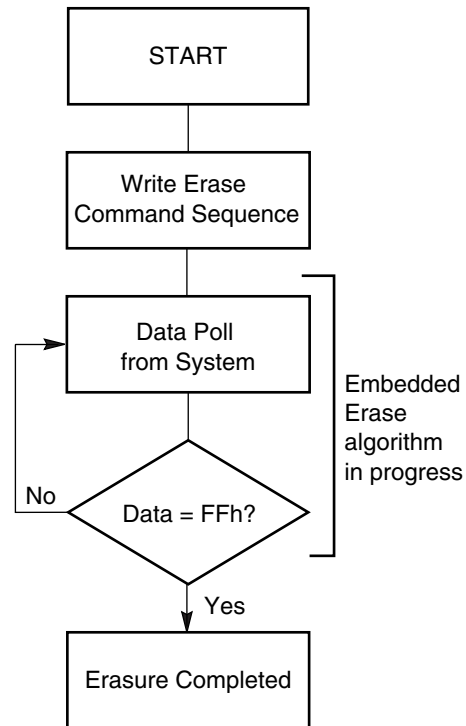 START
Write Erase
Command Sequence
Data Poll
from System
Embedded
Erase
algorithm
in progress
No
Data = FFh?
Yes
Erasure Completed